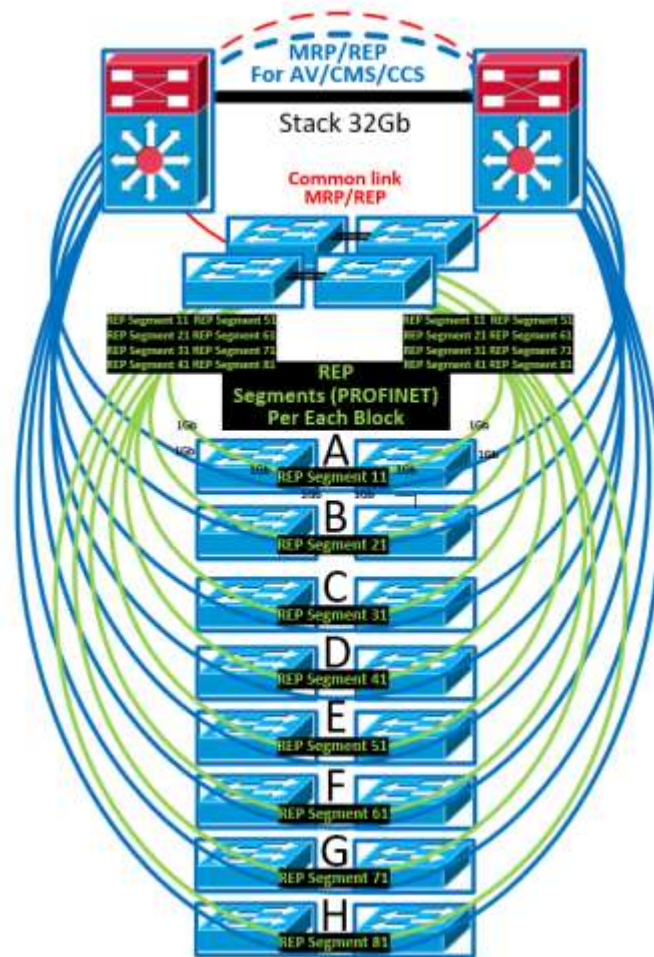 MRP/REP
For AV/CMS/CCS
Stack 32Gb
Common link
MRP/REP
REP Segment 11 REP Segment 51
REP Segment 21 REP Segment 61
REP Segment 31 REP Segment 71
REP Segment 41 REP Segment 81
REP Segment 11 REP Segment 51
REP Segment 21 REP Segment 61
REP Segment 31 REP Segment 71
REP Segment 41 REP Segment 81
REP
Segments (PROFINET)
Per Each Block
1Gb
1Gb
1Gb
1Gb
A
1Gb
1Gb
REP Segment 11
B
REP Segment 21
C
REP Segment 31
D
REP Segment 41
E
REP Segment 51
F
REP Segment 61
G
REP Segment 71
H
REP Segment 81